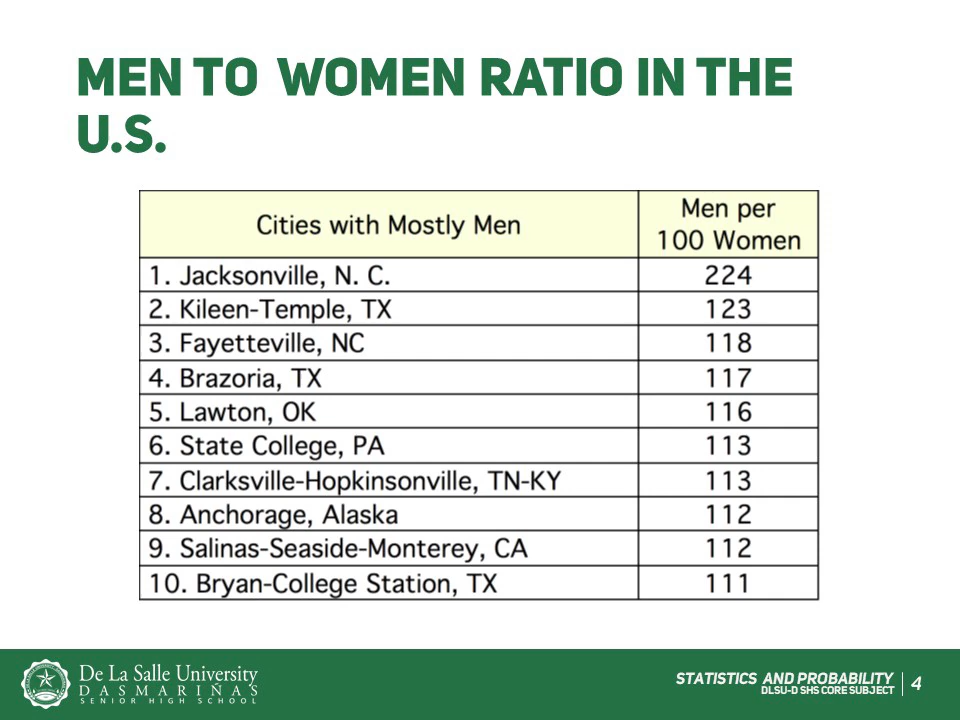 MEN TO WOMEN RATIO IN THE
U.S.
Cities with Mostly Men
Men per
100 Women
1. Jacksonville, N. C. 224
2. Kileen-Temple, TX 123
3. Fayetteville, NC 118
4. Brazoria, TX 117
5. Lawton, OK 116
6. State College, PA 113
7. Clarksville-Hopkinsonville, TN-KY 113
8. Anchorage, Alaska 112
9. Salinas-Seaside-Monterey, CA 112
10. Bryan-College Station, TX 111
De La Salle University
DASMARIÑAS
SENIOR HIGH SCHOOL
STATISTICS AND PROBABILITY
DLSU-D SHS CORE SUBJECT
4